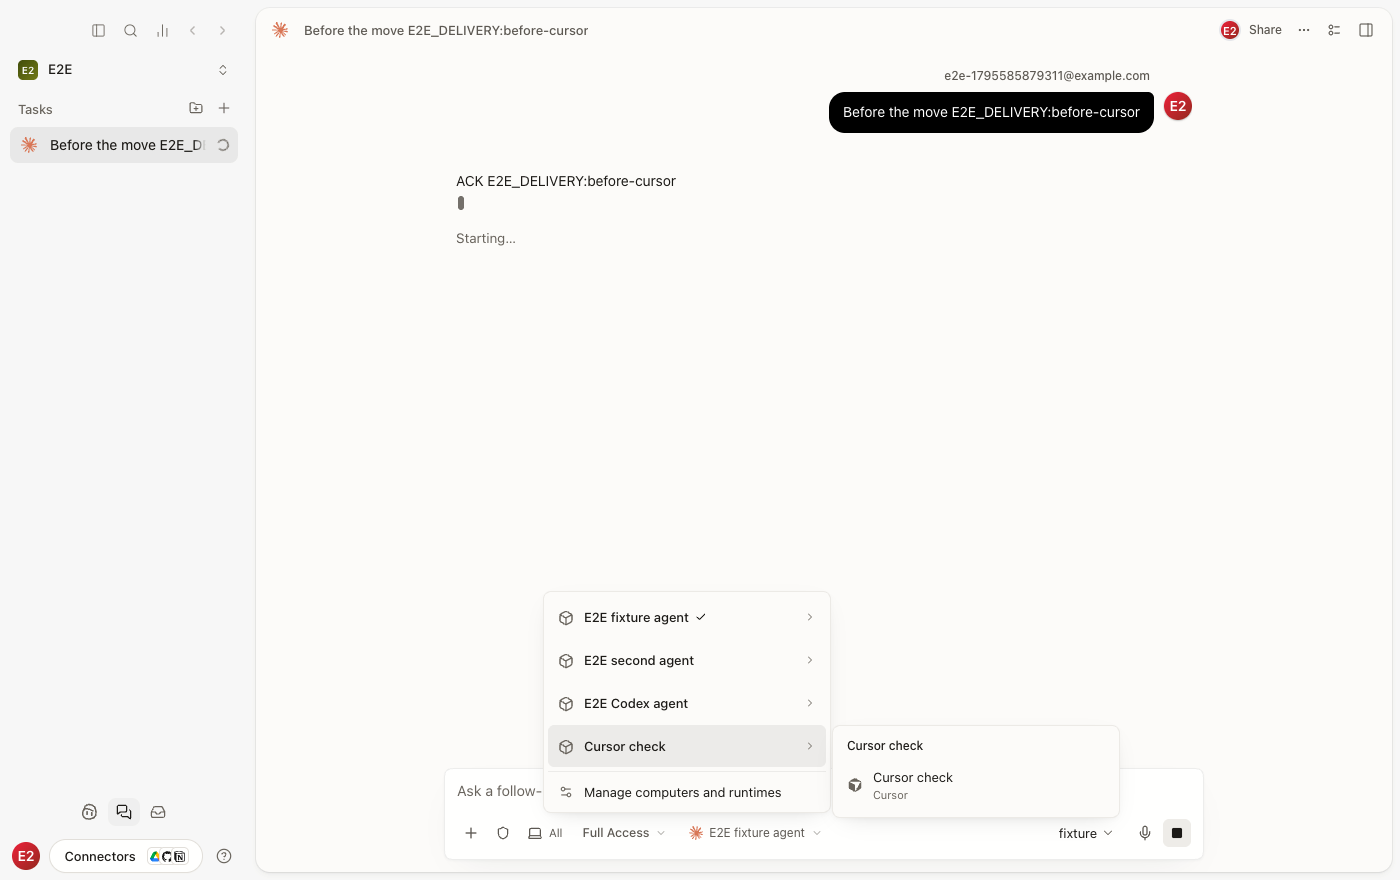 Before the move E2E_DELIVERY:before-cursor
E2 Share
E2 E2E
Tasks
Before the move E2E_D
e2e-1795585879311@example.com
Before the move E2E_DELIVERY:before-cursor
E2
ACK E2E_DELIVERY:before-cursor
Starting...
E2E fixture agent
E2E second agent
E2E Codex agent
Cursor check
Manage computers and runtimes
Cursor check
Cursor check
Cursor
Ask a follow-
All Full Access E2E fixture agent fixture
E2 Connectors